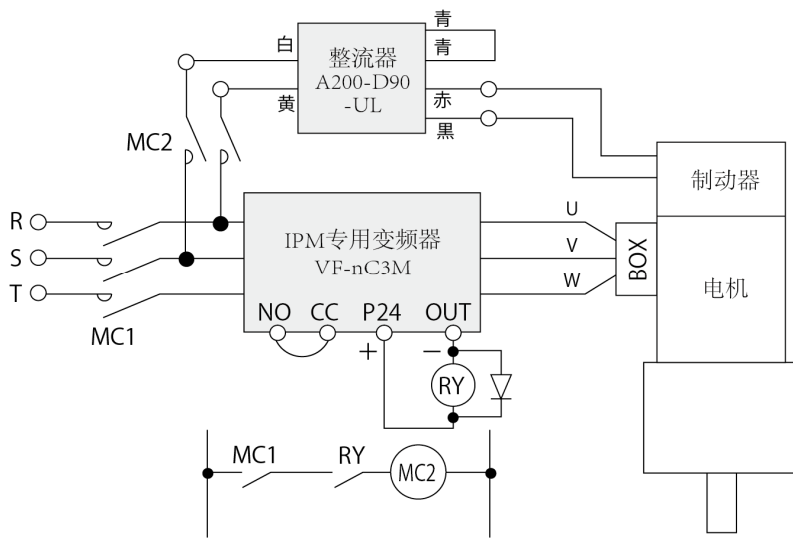 青
白
整流器
青
A200-D90
黄
-UL
赤
黒
MC2
制动器
R
IPM专用变频器
U
S
VF-nC3M
V
BOX
电机
T
W
MC1
NO
CC
P24
OUT
+
−
RY
MC1
RY
MC2